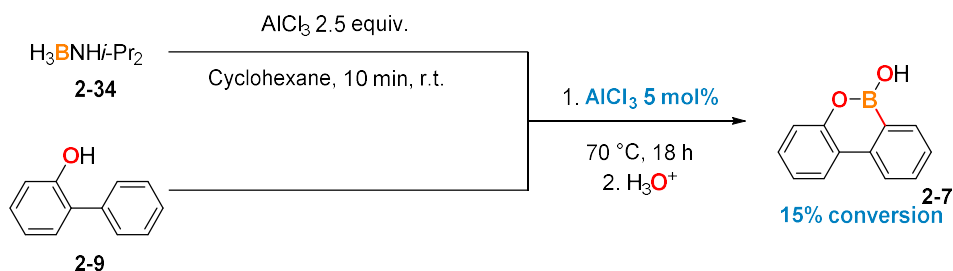 AlCl₃ 2.5 equiv.
H₃BNHi-Pr₂
2-34
Cyclohexane, 10 min, r.t.
1. AlCl₃ 5 mol%
70 °C, 18 h
2. H₃O⁺
OH
2-9
OH
O
B
2-7
15% conversion